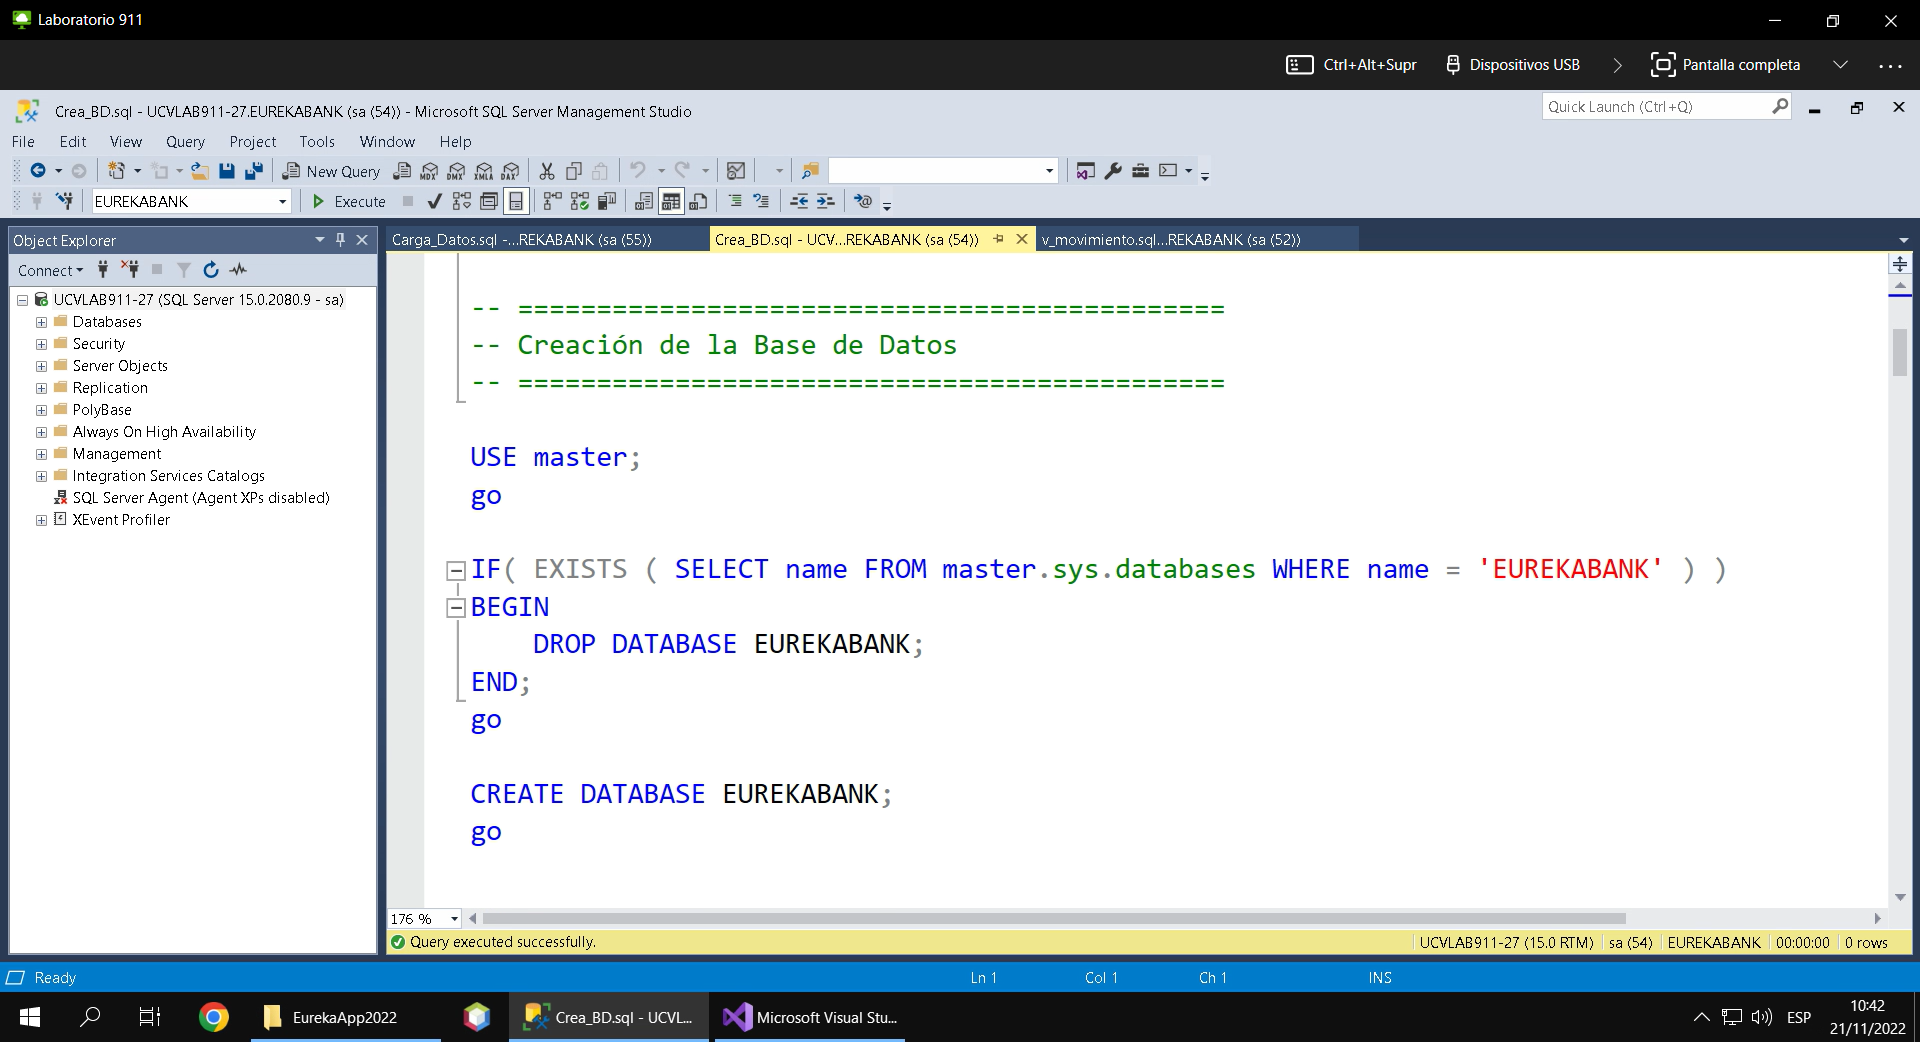 Laboratorio 911
Ctrl+Alt+Supr
Dispositivos USB
Pantalla completa
Crea_BD.sql - UCVLAB911-27.EUREKABANK (sa (54)) - Microsoft SQL Server Management Studio
Quick Launch (Ctrl+Q)
File Edit View Query Project Tools Window Help
New Query
MDX DMX XMLA DAX
EUREKABANK
Execute
Object Explorer
Carga_Datos.sql -...REKABANK (sa (55))
Crea_BD.sql - UCV...REKABANK (sa (54))
v_movimiento.sql...REKABANK (sa (52))
Connect
UCVLAB911-27 (SQL Server 15.0.2080.9 - sa)
Databases
Security
Server Objects
Replication
PolyBase
Always On High Availability
Management
Integration Services Catalogs
SQL Server Agent (Agent XPs disabled)
XEvent Profiler
-- =============================================
-- Creación de la Base de Datos
-- =============================================
USE master;
go
IF( EXISTS ( SELECT name FROM master.sys.databases WHERE name = 'EUREKABANK' ) )
BEGIN
DROP DATABASE EUREKABANK;
END;
go
CREATE DATABASE EUREKABANK;
go
176 %
Query executed successfully.
UCVLAB911-27 (15.0 RTM) sa (54) EUREKABANK 00:00:00 0 rows
Ready
Ln 1
Col 1
Ch 1
INS
EurekaApp2022
Crea_BD.sql - UCVL...
Microsoft Visual Stu...
ESP
10:42
21/11/2022